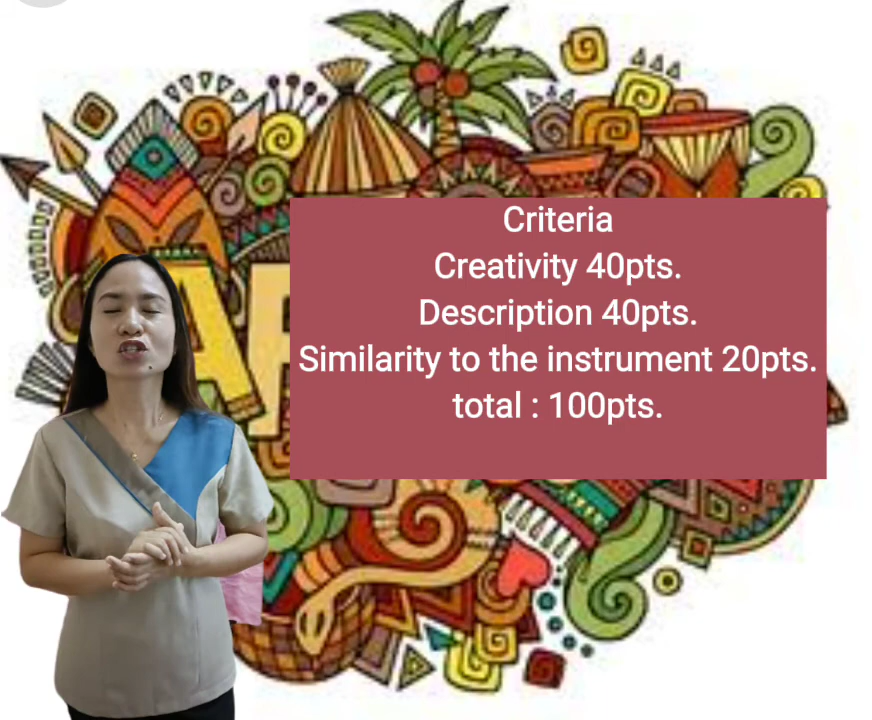 Criteria
Creativity 40pts.
Description 40pts.
Similarity to the instrument 20pts.
total : 100pts.